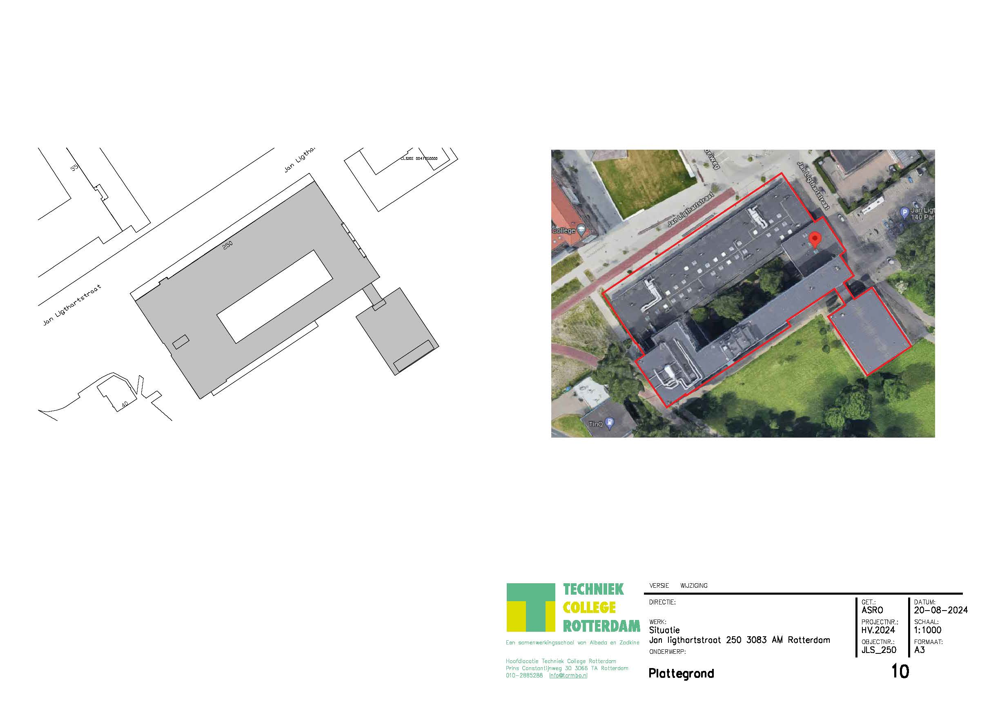 55
Jan Ligtha
CLS00I 00477G0000
250
Jan Ligthartstraat
40
oriweg
Jan Ligthartstraat
Jan Ligthartstraat
College
Jan Ligt
140 Par
TinQ
TECHNIEK
COLLEGE
ROTTERDAM
Een samenwerkingsschool van Albeda en Zadkine
Hoofdlocatie Techniek College Rotterdam
Prins Constantijnweg 30 3066 TA Rotterdam
010-2885288 info@tcrmbo.nl
VERSIE WIJZIGING
DIRECTIE:
WERK:
Situatie
Jan ligthartstraat 250 3083 AM Rotterdam
ONDERWERP:
Plattegrond
GET.:
ASRO
PROJECTNR.:
HV.2024
OBJECTNR.:
JLS_250
DATUM:
20-08-2024
SCHAAL:
1:1000
FORMAAT:
A3
10